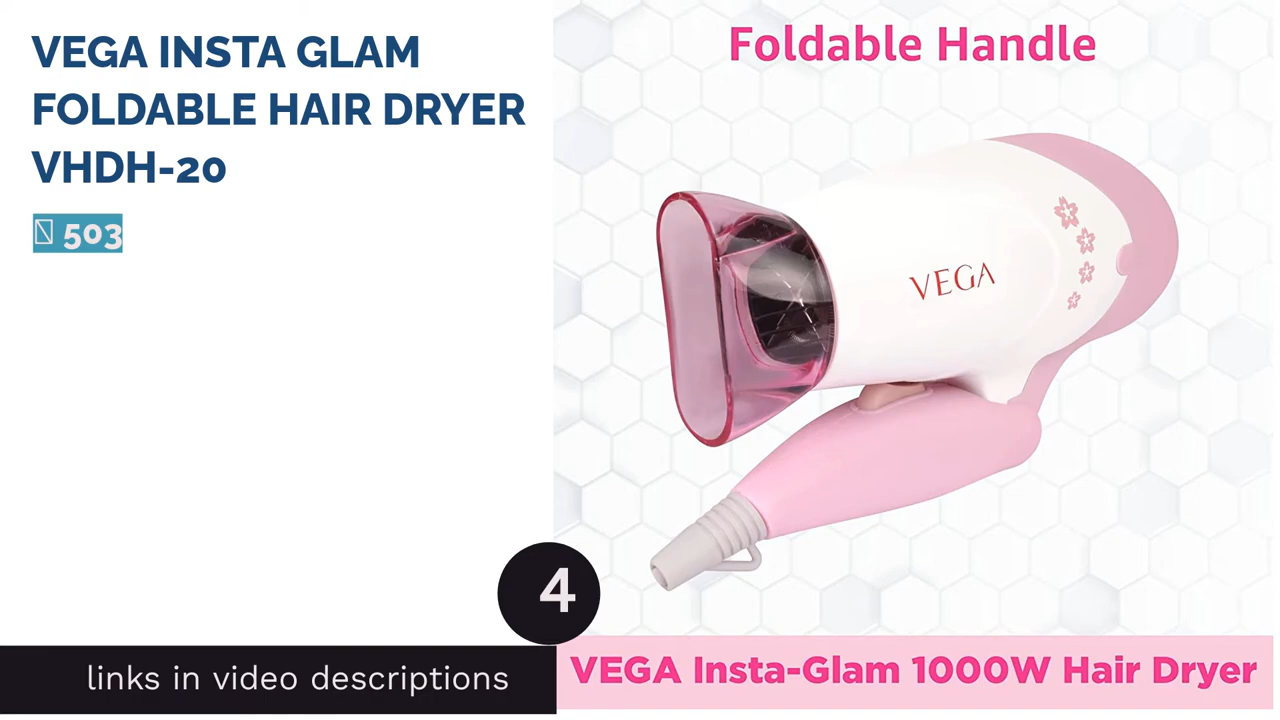 VEGA INSTA GLAM
FOLDABLE HAIR DRYER
VHDH-20
503
Foldable Handle
VEGA
4
links in video descriptions
VEGA Insta-Glam 1000W Hair Dryer